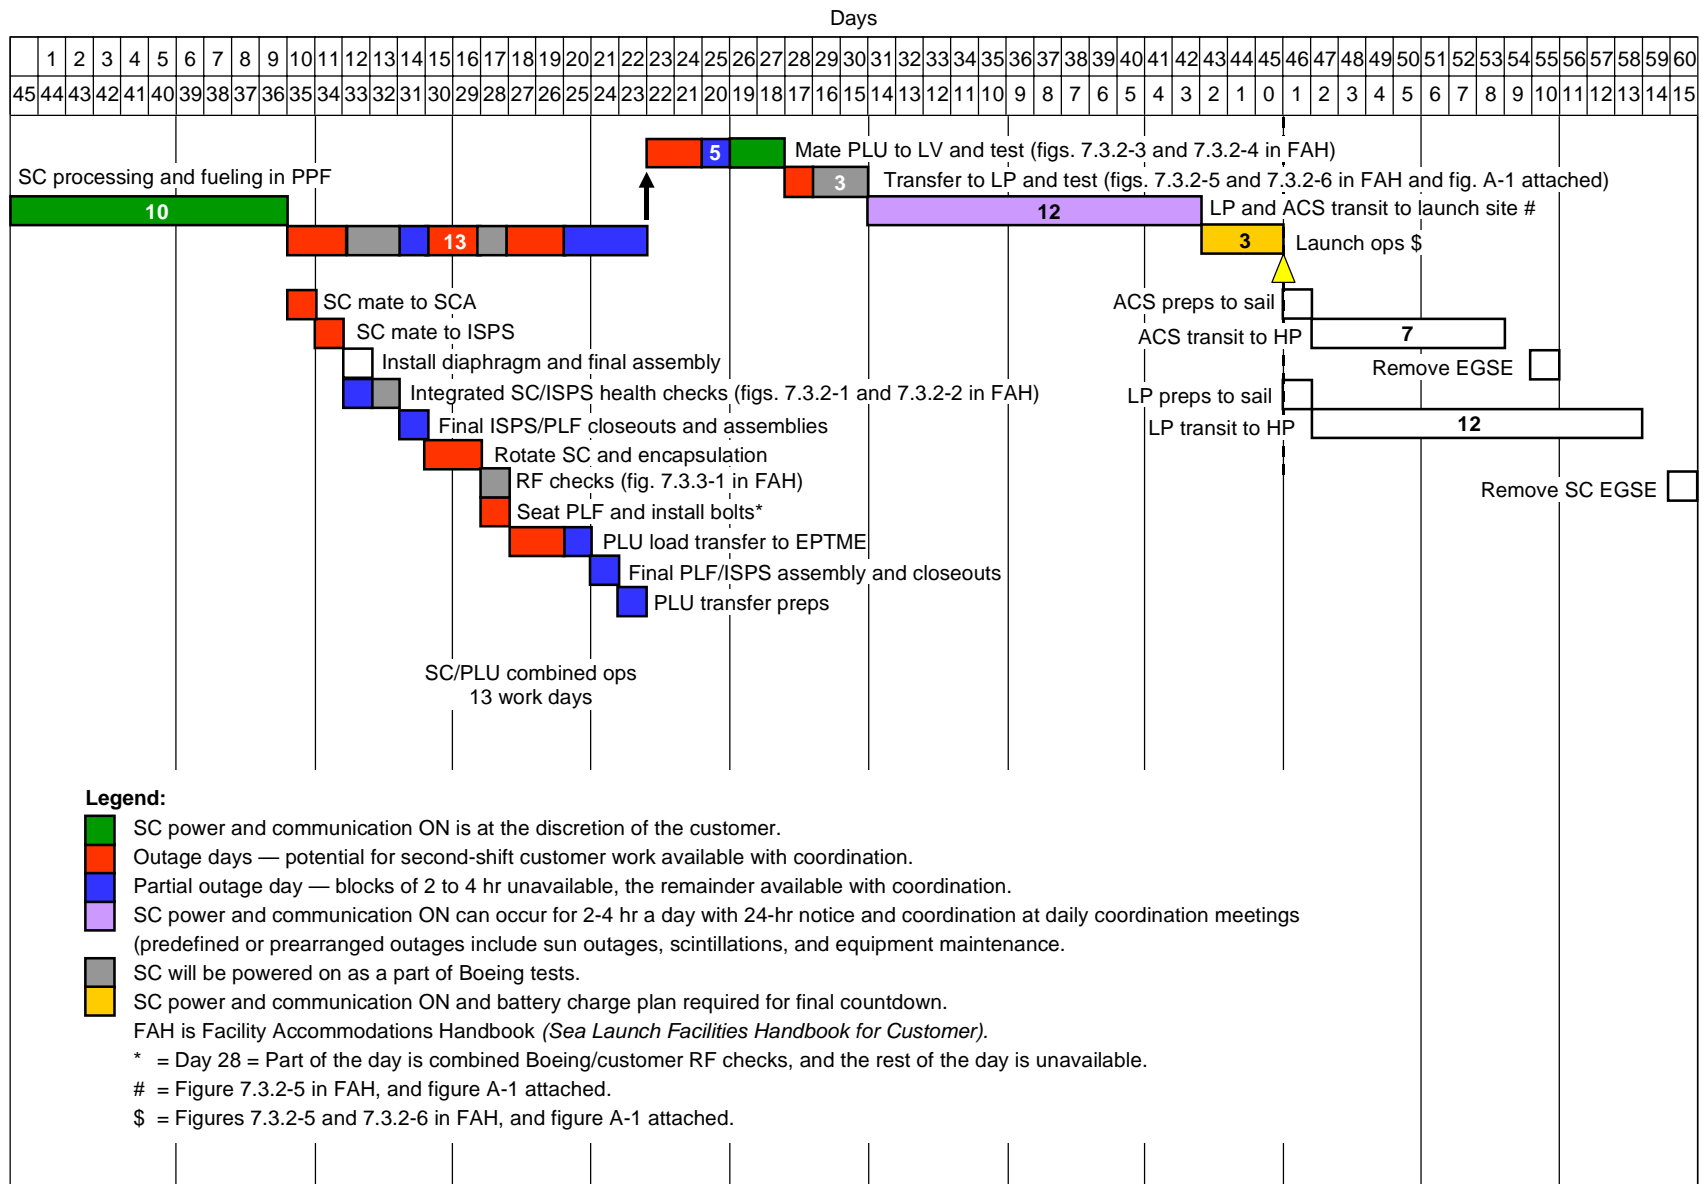 Days
1 2 3 4 5 6 7 8 9 10 11 12 13 14 15 16 17 18 19 20 21 22 23 24 25 26 27 28 29 30 31 32 33 34 35 36 37 38 39 40 41 42 43 44 45 46 47 48 49 50 51 52 53 54 55 56 57 58 59 60
45 44 43 42 41 40 39 38 37 36 35 34 33 32 31 30 29 28 27 26 25 24 23 22 21 20 19 18 17 16 15 14 13 12 11 10 9 8 7 6 5 4 3 2 1 0 1 2 3 4 5 6 7 8 9 10 11 12 13 14 15
5 Mate PLU to LV and test (figs. 7.3.2-3 and 7.3.2-4 in FAH)
SC processing and fueling in PPF
3 Transfer to LP and test (figs. 7.3.2-5 and 7.3.2-6 in FAH and fig. A-1 attached)
10
12 LP and ACS transit to launch site #
13
3 Launch ops $
SC mate to SCA
ACS preps to sail
SC mate to ISPS
ACS transit to HP 7
Install diaphragm and final assembly
Remove EGSE
Integrated SC/ISPS health checks (figs. 7.3.2-1 and 7.3.2-2 in FAH)
LP preps to sail
Final ISPS/PLF closeouts and assemblies
LP transit to HP 12
Rotate SC and encapsulation
RF checks (fig. 7.3.3-1 in FAH)
Remove SC EGSE
Seat PLF and install bolts*
PLU load transfer to EPTME
Final PLF/ISPS assembly and closeouts
PLU transfer preps
SC/PLU combined ops
13 work days
Legend:
SC power and communication ON is at the discretion of the customer.
Outage days — potential for second-shift customer work available with coordination.
Partial outage day — blocks of 2 to 4 hr unavailable, the remainder available with coordination.
SC power and communication ON can occur for 2-4 hr a day with 24-hr notice and coordination at daily coordination meetings
(predefined or prearranged outages include sun outages, scintillations, and equipment maintenance.
SC will be powered on as a part of Boeing tests.
SC power and communication ON and battery charge plan required for final countdown.
FAH is Facility Accommodations Handbook (Sea Launch Facilities Handbook for Customer).
* = Day 28 = Part of the day is combined Boeing/customer RF checks, and the rest of the day is unavailable.
# = Figure 7.3.2-5 in FAH, and figure A-1 attached.
$ = Figures 7.3.2-5 and 7.3.2-6 in FAH, and figure A-1 attached.